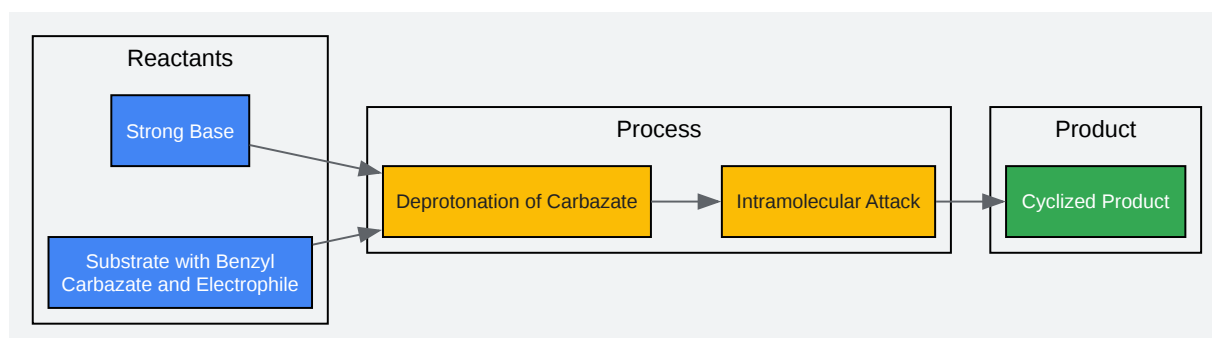 Reactants
Strong Base
Substrate with Benzyl
Carbazate and Electrophile
Process
Deprotonation of Carbazate
Intramolecular Attack
Product
Cyclized Product